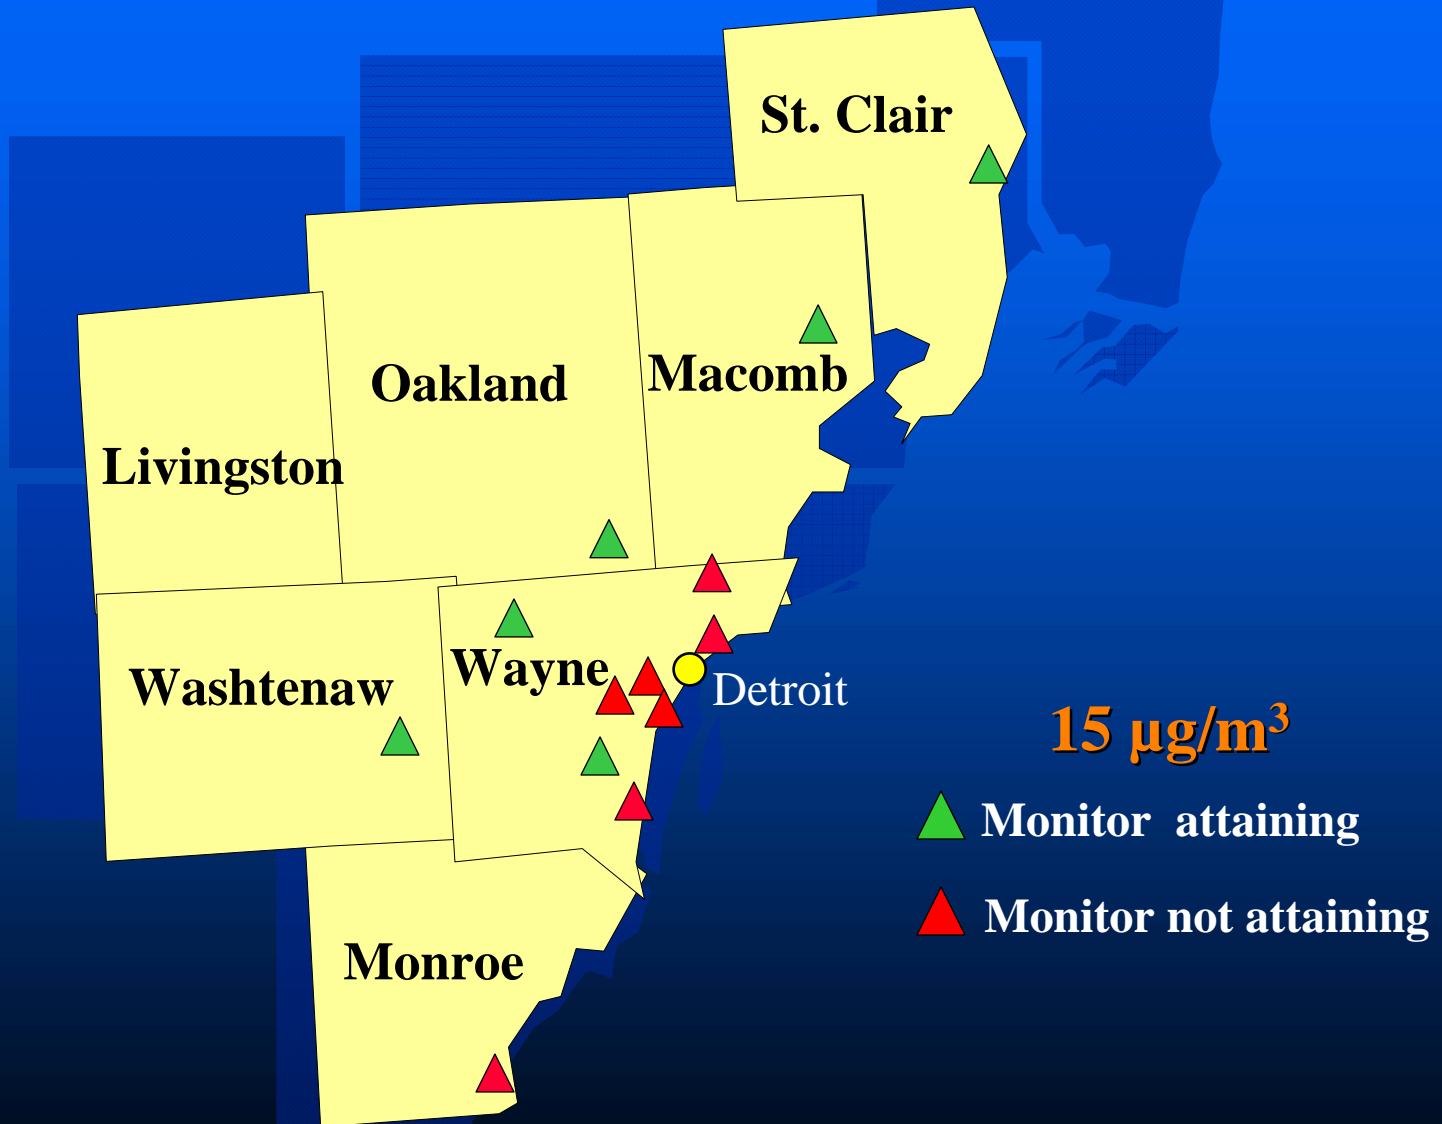 St. Clair
Oakland
Macomb
Livingston
Wayne
Washtenaw
Detroit
15 µg/m³
Monitor attaining
Monitor not attaining
Monroe